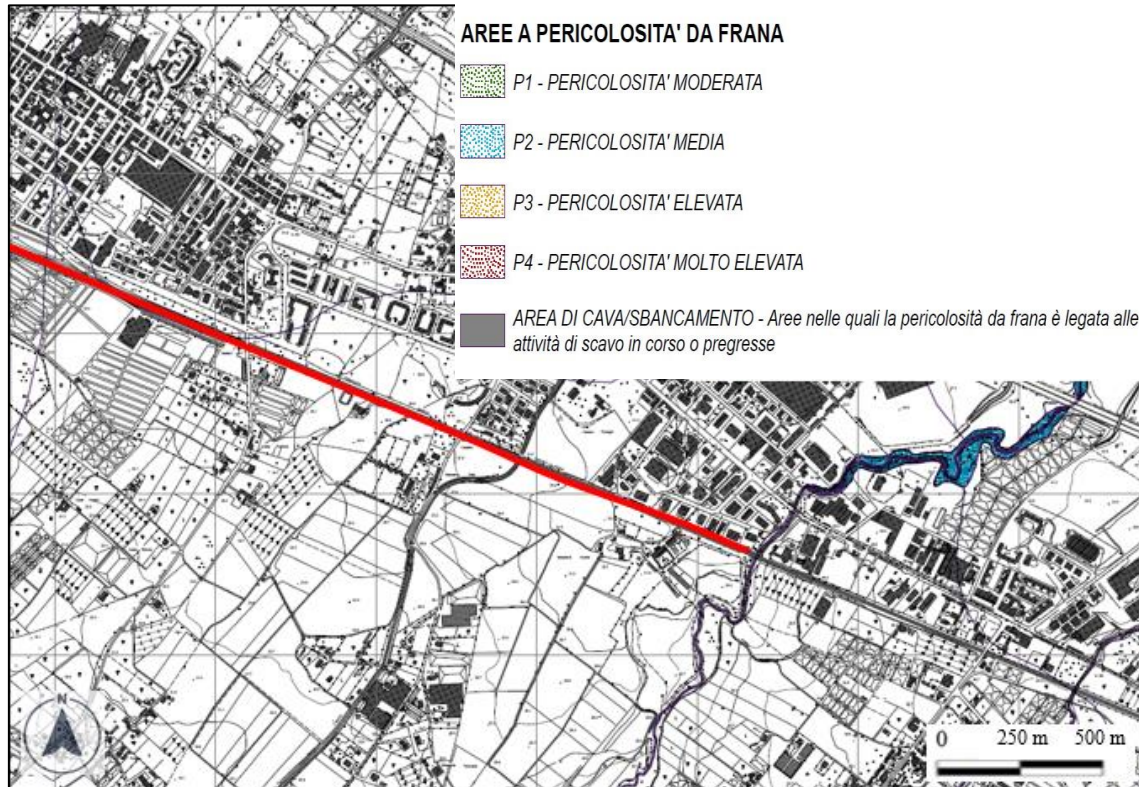 AREE A PERICOLOSITA' DA FRANA
P1 - PERICOLOSITA' MODERATA
P2 - PERICOLOSITA' MEDIA
P3 - PERICOLOSITA' ELEVATA
P4 - PERICOLOSITA' MOLTO ELEVATA
AREA DI CAVA/SBANCAMENTO - Aree nelle quali la pericolosità da frana è legata alle
attività di scavo in corso o pregresse
N
0 250 m 500 m